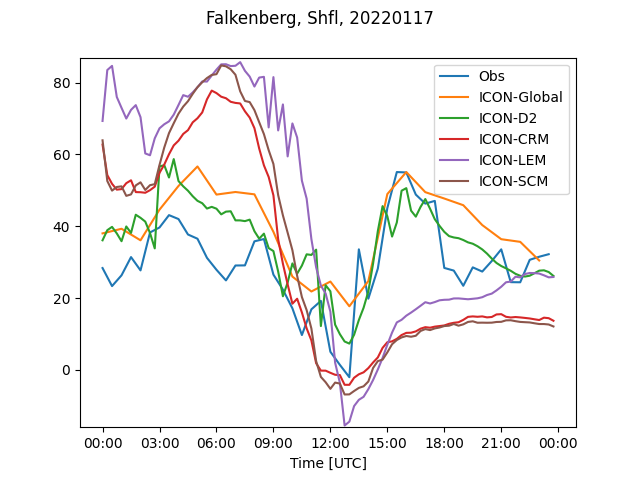 Falkenberg, Shfl, 20220117
80
60
40
20
0
Obs
ICON-Global
ICON-D2
ICON-CRM
ICON-LEM
ICON-SCM
00:00 03:00 06:00 09:00 12:00 15:00 18:00 21:00 00:00
Time [UTC]